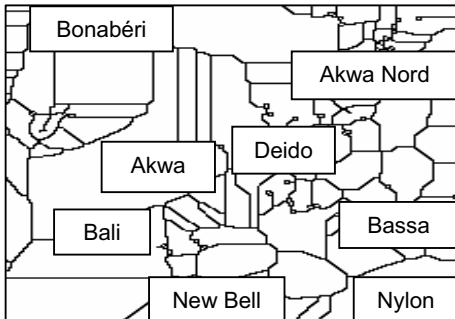 Bonabéri
Akwa Nord
Akwa
Deido
Bali
Bassa
New Bell
Nylon